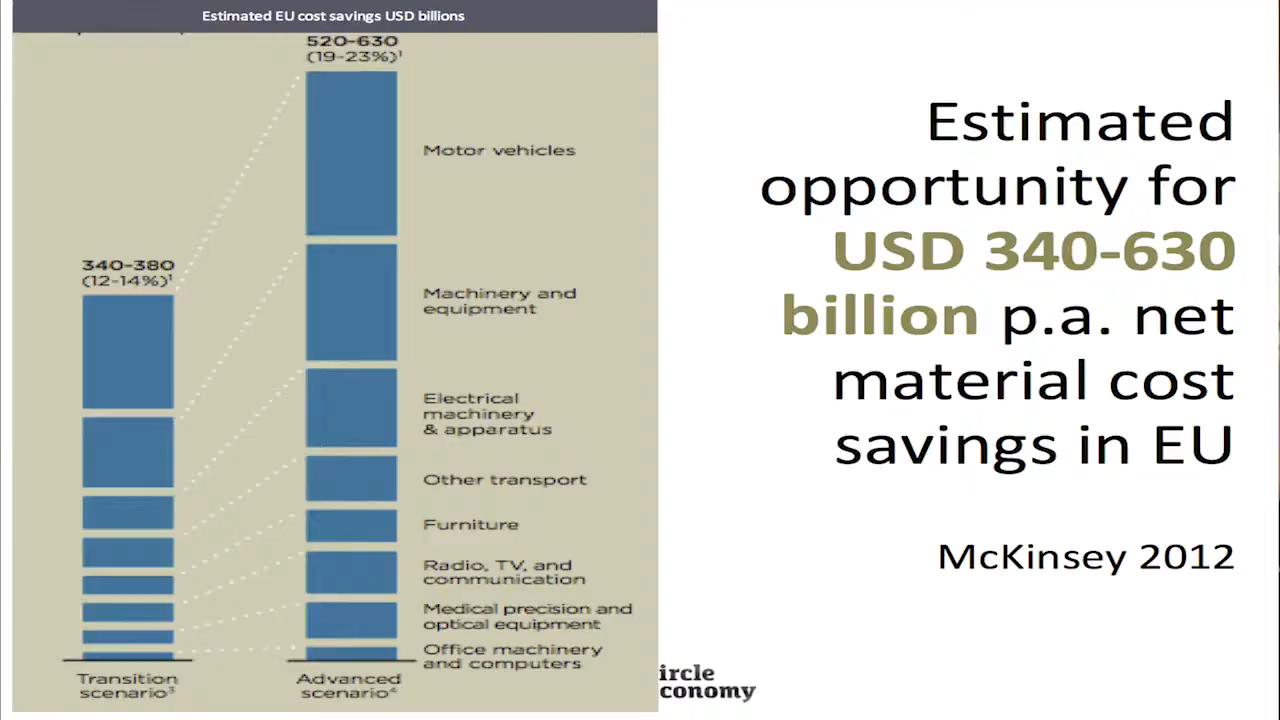 Estimated EU cost savings USD billions
520-630
(19-23%)¹
Motor vehicles
340-380
(12-14%)¹
Machinery and
equipment
Electrical
machinery
& apparatus
Other transport
Furniture
Radio, TV, and
communication
Medical precision and
optical equipment
Office machinery
and computers
Transition
scenario³
Advanced
scenario⁴
Estimated
opportunity for
USD 340-630
billion p.a. net
material cost
savings in EU
McKinsey 2012
ircle
conomy